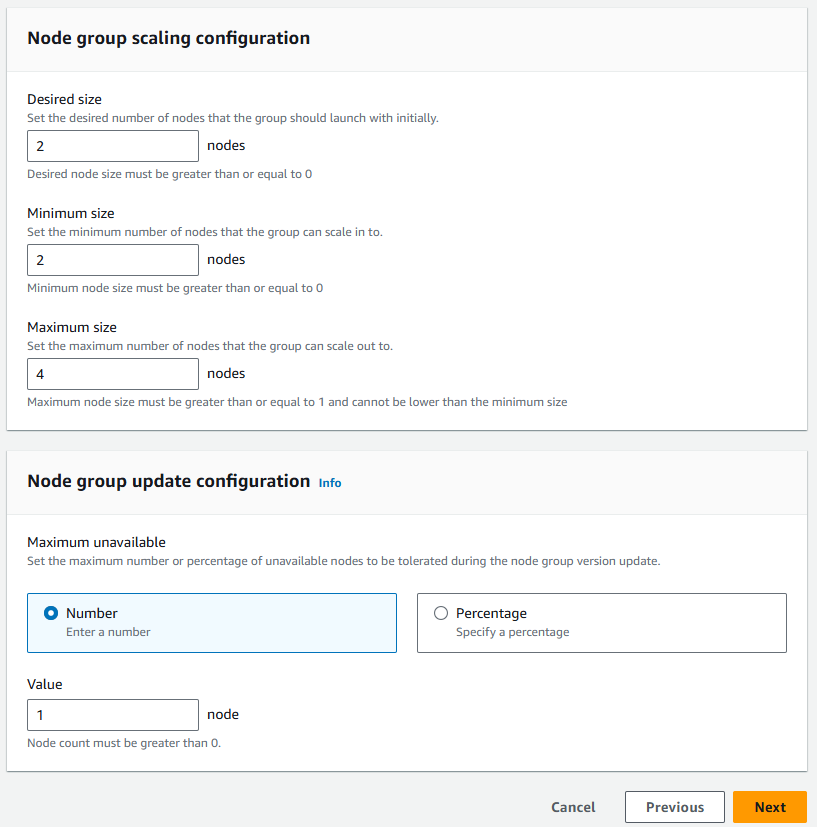 Node group scaling configuration
Desired size
Set the desired number of nodes that the group should launch with initially.
2 nodes
Desired node size must be greater than or equal to 0
Minimum size
Set the minimum number of nodes that the group can scale in to.
2 nodes
Minimum node size must be greater than or equal to 0
Maximum size
Set the maximum number of nodes that the group can scale out to.
4 nodes
Maximum node size must be greater than or equal to 1 and cannot be lower than the minimum size
Node group update configuration Info
Maximum unavailable
Set the maximum number or percentage of unavailable nodes to be tolerated during the node group version update.
Number
Enter a number
Percentage
Specify a percentage
Value
1 node
Node count must be greater than 0.
Cancel Previous Next